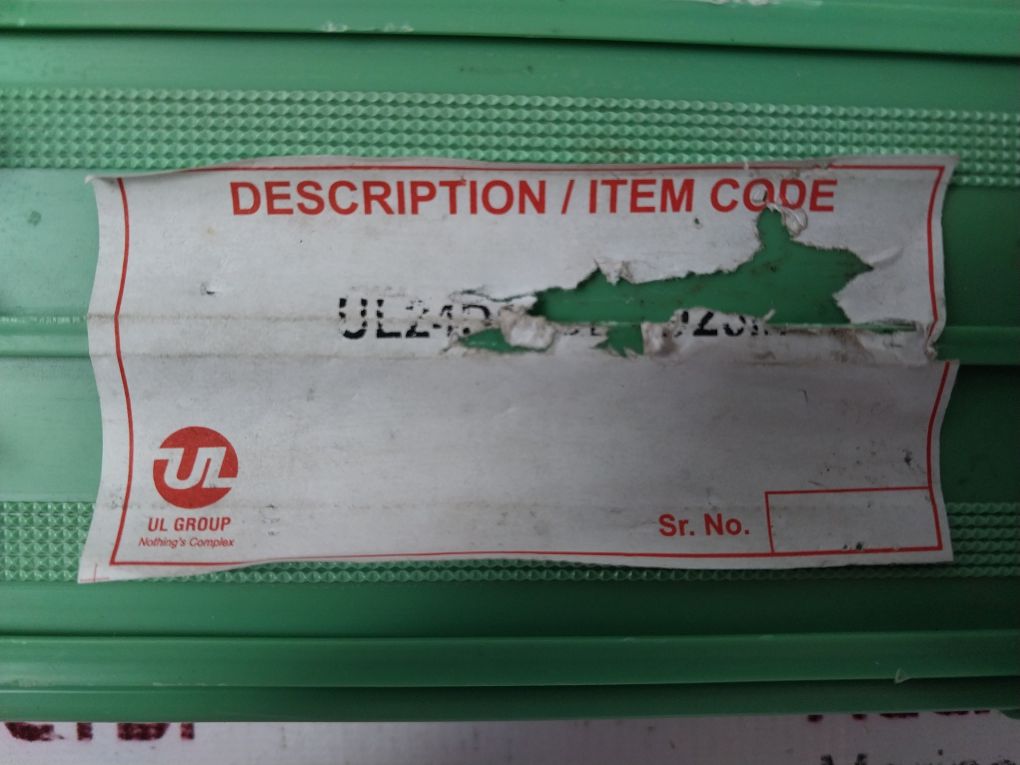 DESCRIPTION / ITEM CODE
UL
UL GROUP
Nothing's Complex
Sr. No.